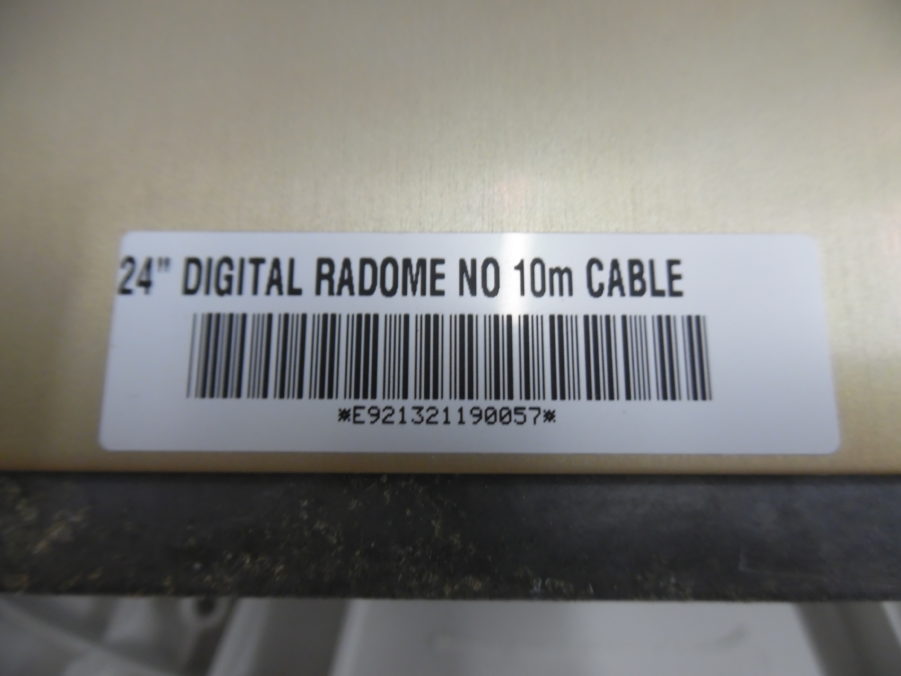 24" DIGITAL RADOME NO 10m CABLE
*E921321190057*